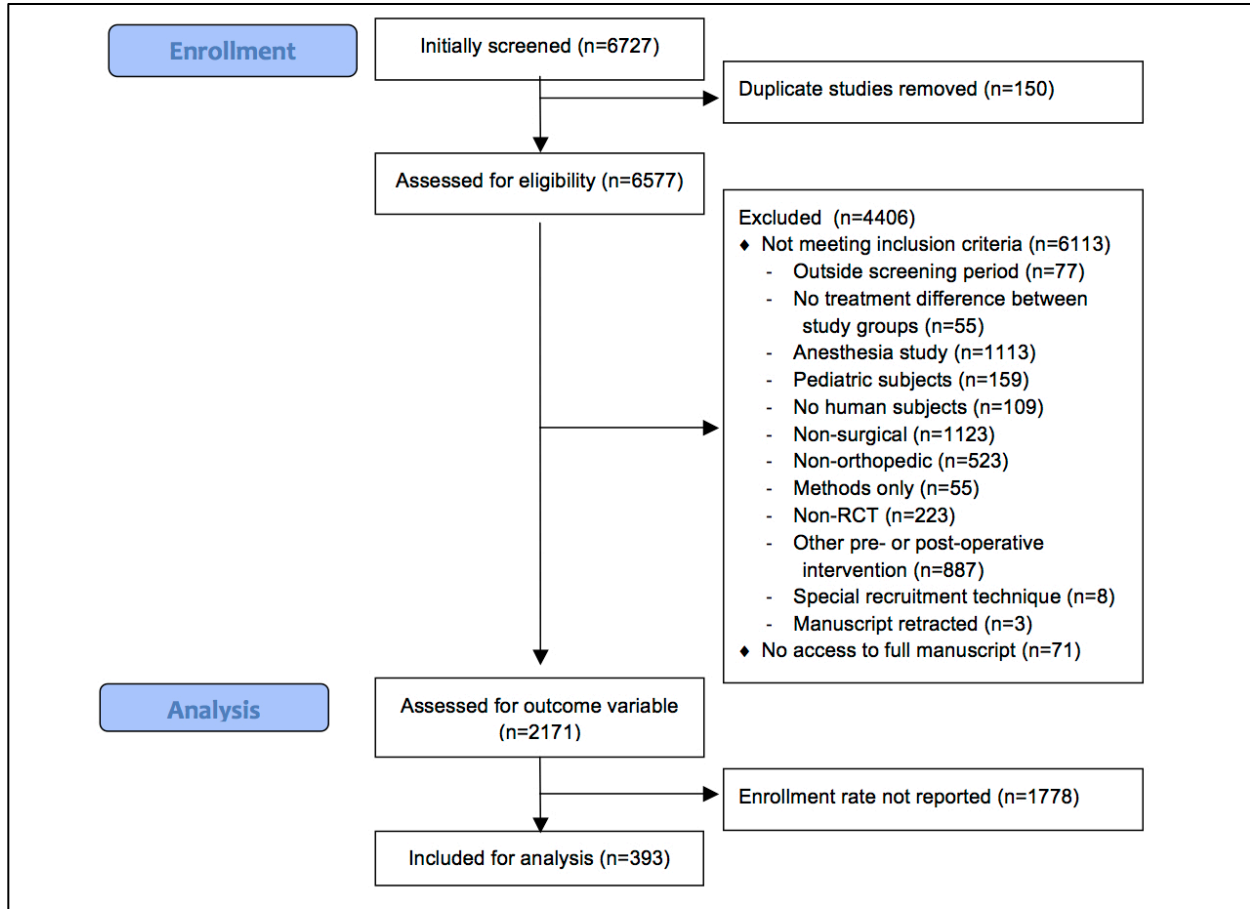 Enrollment
Initially screened (n=6727)
Duplicate studies removed (n=150)
Assessed for eligibility (n=6577)
Excluded (n=4406)
♦ Not meeting inclusion criteria (n=6113)
- Outside screening period (n=77)
- No treatment difference between
study groups (n=55)
- Anesthesia study (n=1113)
- Pediatric subjects (n=159)
- No human subjects (n=109)
- Non-surgical (n=1123)
- Non-orthopedic (n=523)
- Methods only (n=55)
- Non-RCT (n=223)
- Other pre- or post-operative
intervention (n=887)
- Special recruitment technique (n=8)
- Manuscript retracted (n=3)
♦ No access to full manuscript (n=71)
Analysis
Assessed for outcome variable
(n=2171)
Enrollment rate not reported (n=1778)
Included for analysis (n=393)